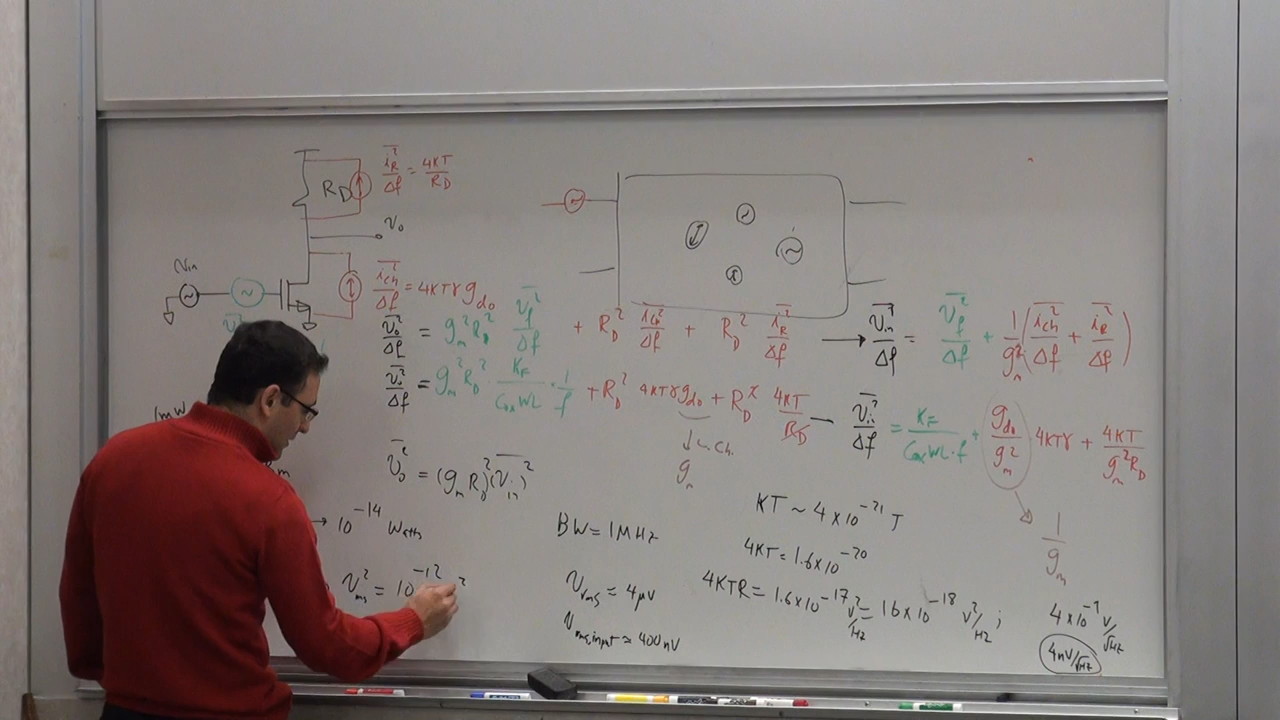 i_R²/Δf = 4KT/R_D
R_D
v_o
v_in
i_ch²/Δf = 4KTγ g_do
v_o²/Δf = g_m² R_D² v_f²/Δf + R_D² i_ch²/Δf + R_D² i_R²/Δf → v_in²/Δf = v_f²/Δf + 1/g_m² (i_ch²/Δf + i_R²/Δf)
= g_m² R_D² · K_F/(C_ox WL) · 1/f + R_D² 4KTγ g_do + R_D² 4KT/R_D → v_in²/Δf = K_F/(C_ox WL·f) + g_do/g_m² 4KTγ + 4KT/(g_m² R_D)
↓ L.Ch.
g_m
1/g_m
1mW
v_o² = (g_m R_D)² (v_in)²
KT ~ 4×10⁻²¹ J
→ 10⁻¹⁴ Watts
BW = 1MHz
4KT = 1.6×10⁻²⁰
= 10⁻¹²
V_rms = 4μV
4KTR = 1.6×10⁻¹⁷ V²/Hz = 16×10⁻¹⁸ V²/Hz ;
4×10⁻⁹ V/√Hz
V_rms,input ≈ 400nV
4nV/√Hz